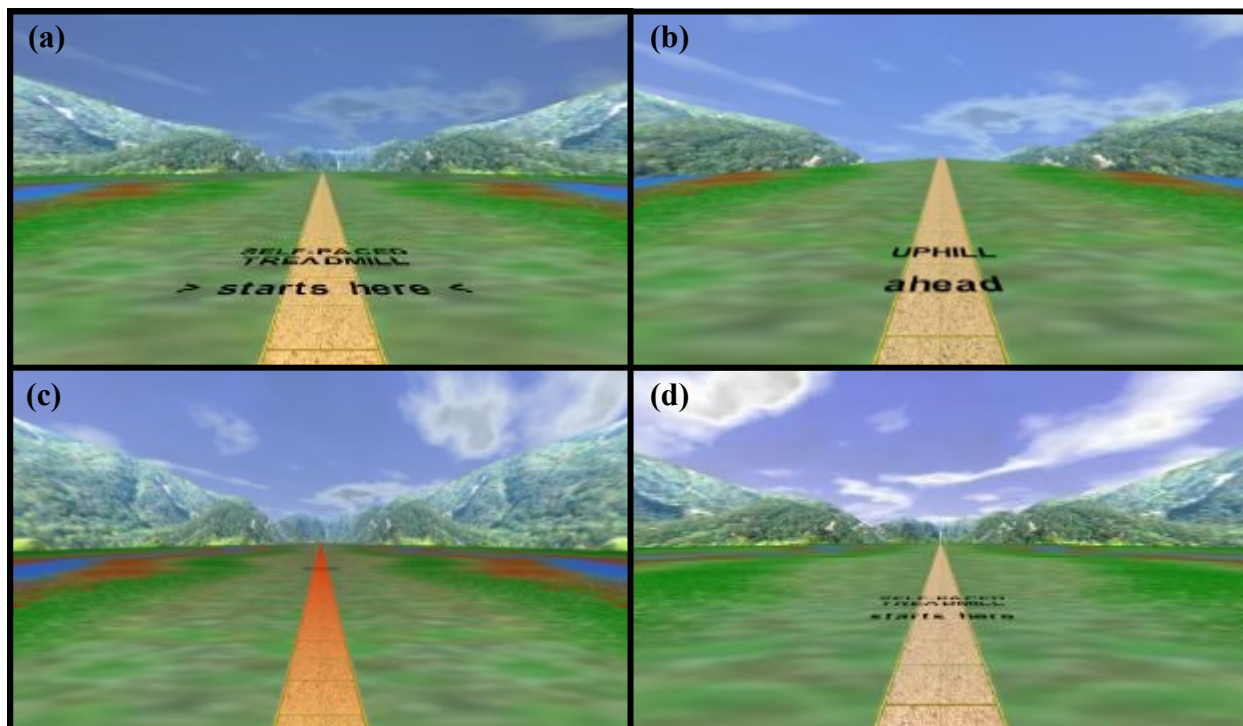 (a)
SELF-PACED
TREADMILL
> starts here <
(b)
UPHILL
ahead
(c)
(d)
SELF-PACED
TREADMILL
starts here